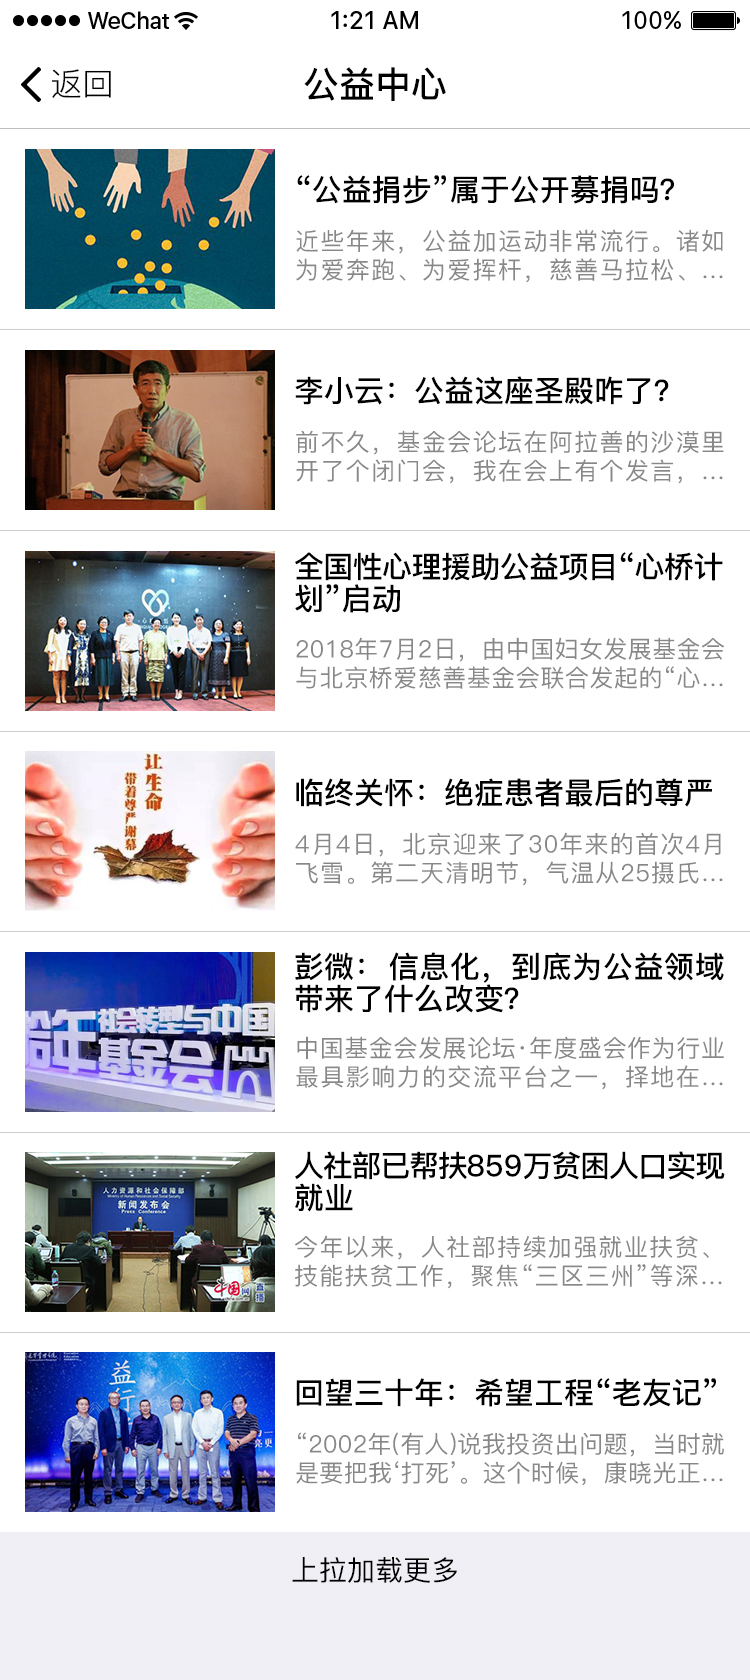 WeChat 1:21 AM 100%
返回 公益中心
“公益捐步”属于公开募捐吗?
近些年来，公益加运动非常流行。诸如
为爱奔跑、为爱挥杆，慈善马拉松、...
李小云：公益这座圣殿咋了?
前不久，基金会论坛在阿拉善的沙漠里
开了个闭门会，我在会上有个发言，...
全国性心理援助公益项目“心桥计
划”启动
2018年7月2日，由中国妇女发展基金会
与北京桥爱慈善基金会联合发起的“心...
让生命
带着尊严谢幕
临终关怀：绝症患者最后的尊严
4月4日，北京迎来了30年来的首次4月
飞雪。第二天清明节，气温从25摄氏...
拾年 社会转型与中国
基金会
彭微： 信息化，到底为公益领域
带来了什么改变?
中国基金会发展论坛·年度盛会作为行业
最具影响力的交流平台之一，择地在...
人力资源和社会保障部
Ministry of Human Resources and Social Security
新闻发布会
Press Conference
中国网
直播
人社部已帮扶859万贫困人口实现
就业
今年以来，人社部持续加强就业扶贫、
技能扶贫工作，聚焦“三区三州”等深...
益行
回望三十年：希望工程“老友记”
“2002年(有人)说我投资出问题，当时就
是要把我‘打死’。这个时候，康晓光正...
上拉加载更多